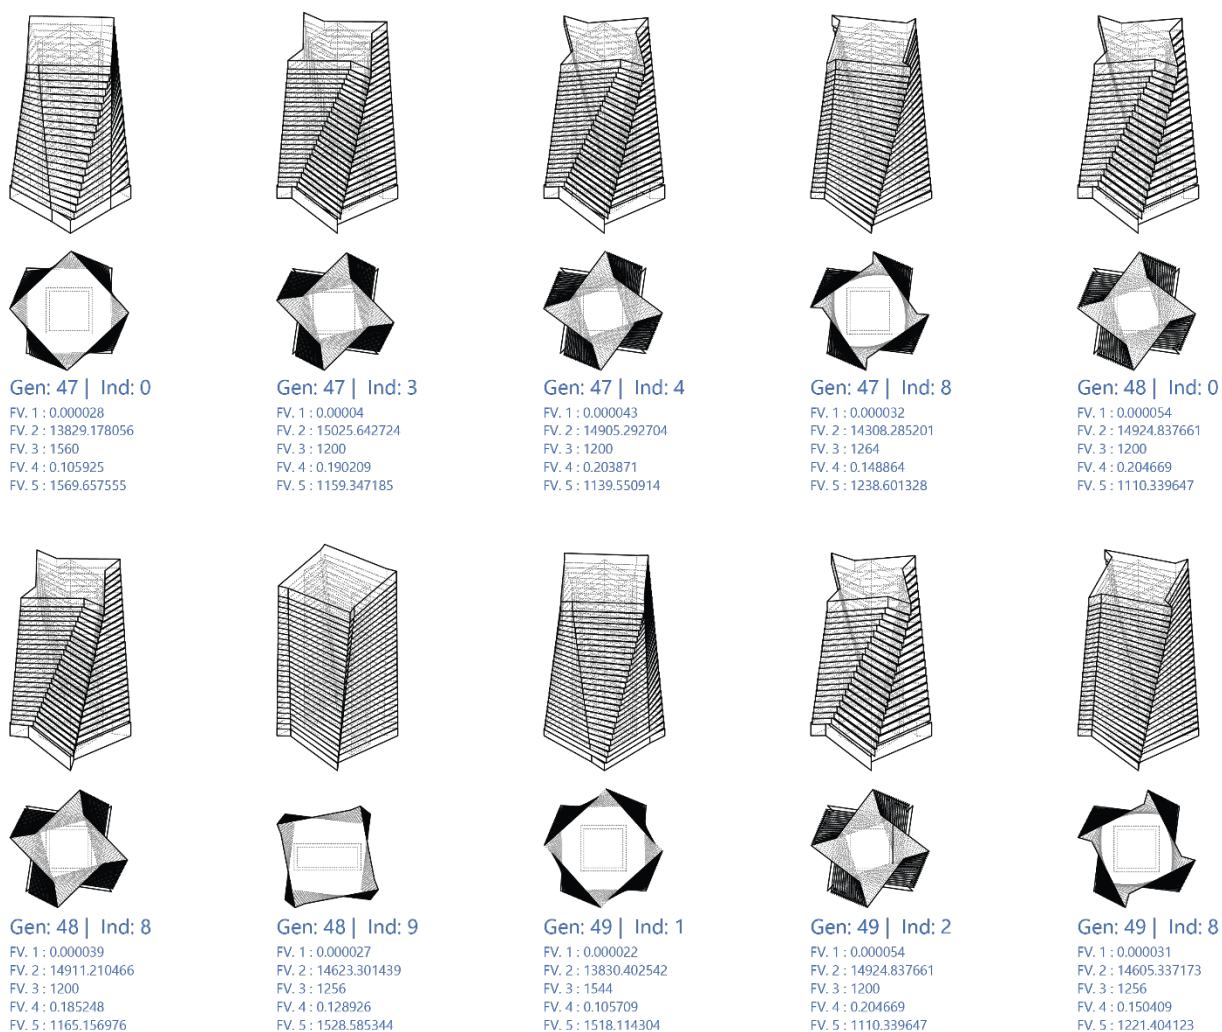 Gen: 47 | Ind: 0
FV. 1 : 0.000028
FV. 2 : 13829.178056
FV. 3 : 1560
FV. 4 : 0.105925
FV. 5 : 1569.657555
Gen: 47 | Ind: 3
FV. 1 : 0.00004
FV. 2 : 15025.642724
FV. 3 : 1200
FV. 4 : 0.190209
FV. 5 : 1159.347185
Gen: 47 | Ind: 4
FV. 1 : 0.000043
FV. 2 : 14905.292704
FV. 3 : 1200
FV. 4 : 0.203871
FV. 5 : 1139.550914
Gen: 47 | Ind: 8
FV. 1 : 0.000032
FV. 2 : 14308.285201
FV. 3 : 1264
FV. 4 : 0.148864
FV. 5 : 1238.601328
Gen: 48 | Ind: 0
FV. 1 : 0.000054
FV. 2 : 14924.837661
FV. 3 : 1200
FV. 4 : 0.204669
FV. 5 : 1110.339647
Gen: 48 | Ind: 8
FV. 1 : 0.000039
FV. 2 : 14911.210466
FV. 3 : 1200
FV. 4 : 0.185248
FV. 5 : 1165.156976
Gen: 48 | Ind: 9
FV. 1 : 0.000027
FV. 2 : 14623.301439
FV. 3 : 1256
FV. 4 : 0.128926
FV. 5 : 1528.585344
Gen: 49 | Ind: 1
FV. 1 : 0.000022
FV. 2 : 13830.402542
FV. 3 : 1544
FV. 4 : 0.105709
FV. 5 : 1518.114304
Gen: 49 | Ind: 2
FV. 1 : 0.000054
FV. 2 : 14924.837661
FV. 3 : 1200
FV. 4 : 0.204669
FV. 5 : 1110.339647
Gen: 49 | Ind: 8
FV. 1 : 0.000031
FV. 2 : 14605.337173
FV. 3 : 1256
FV. 4 : 0.150409
FV. 5 : 1221.404123